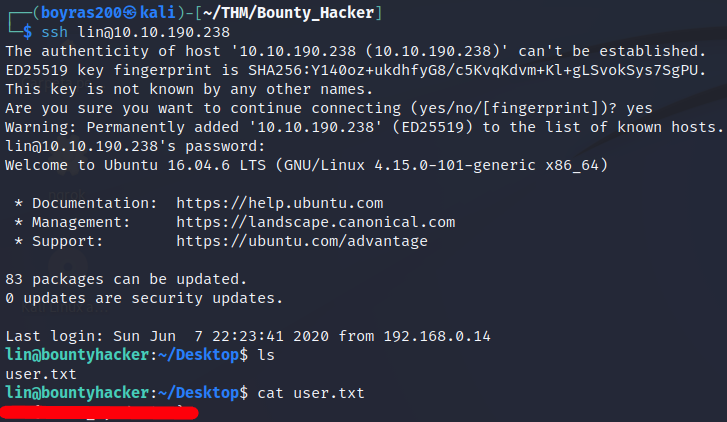 ┌──(boyras200㉿kali)-[~/THM/Bounty_Hacker]
└─$ ssh lin@10.10.190.238
The authenticity of host '10.10.190.238 (10.10.190.238)' can't be established.
ED25519 key fingerprint is SHA256:Y140oz+ukdhfyG8/c5KvqKdvm+Kl+gLSvokSys7SgPU.
This key is not known by any other names.
Are you sure you want to continue connecting (yes/no/[fingerprint])? yes
Warning: Permanently added '10.10.190.238' (ED25519) to the list of known hosts.
lin@10.10.190.238's password:
Welcome to Ubuntu 16.04.6 LTS (GNU/Linux 4.15.0-101-generic x86_64)

 * Documentation:  https://help.ubuntu.com
 * Management:     https://landscape.canonical.com
 * Support:        https://ubuntu.com/advantage

83 packages can be updated.
0 updates are security updates.

Last login: Sun Jun  7 22:23:41 2020 from 192.168.0.14
lin@bountyhacker:~/Desktop$ ls
user.txt
lin@bountyhacker:~/Desktop$ cat user.txt